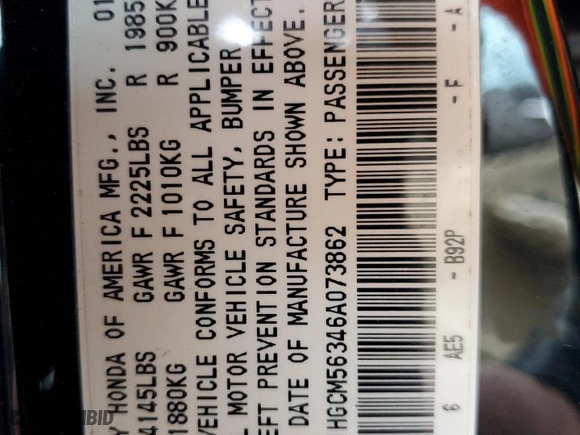 Y HONDA OF AMERICA MFG., INC. 01
4145LBS GAWR F 2225LBS R 1985
1880KG GAWR F 1010KG R 900K
VEHICLE CONFORMS TO ALL APPLICABLE
MOTOR VEHICLE SAFETY, BUMPER
EFT PREVENTION STANDARDS IN EFFECT
DATE OF MANUFACTURE SHOWN ABOVE.
HGCM56346A073862 TYPE: PASSENGER
6 AE5 - B92P - F - A
BID